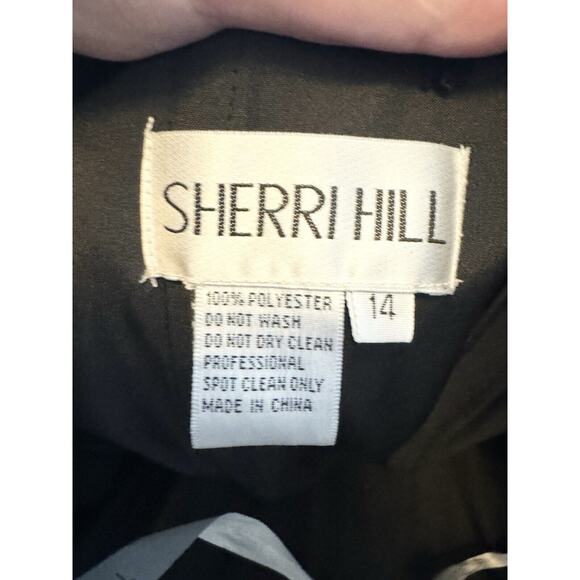 SHERRI HILL
100% POLYESTER
DO NOT WASH
DO NOT DRY CLEAN
PROFESSIONAL
SPOT CLEAN ONLY
MADE IN CHINA
14